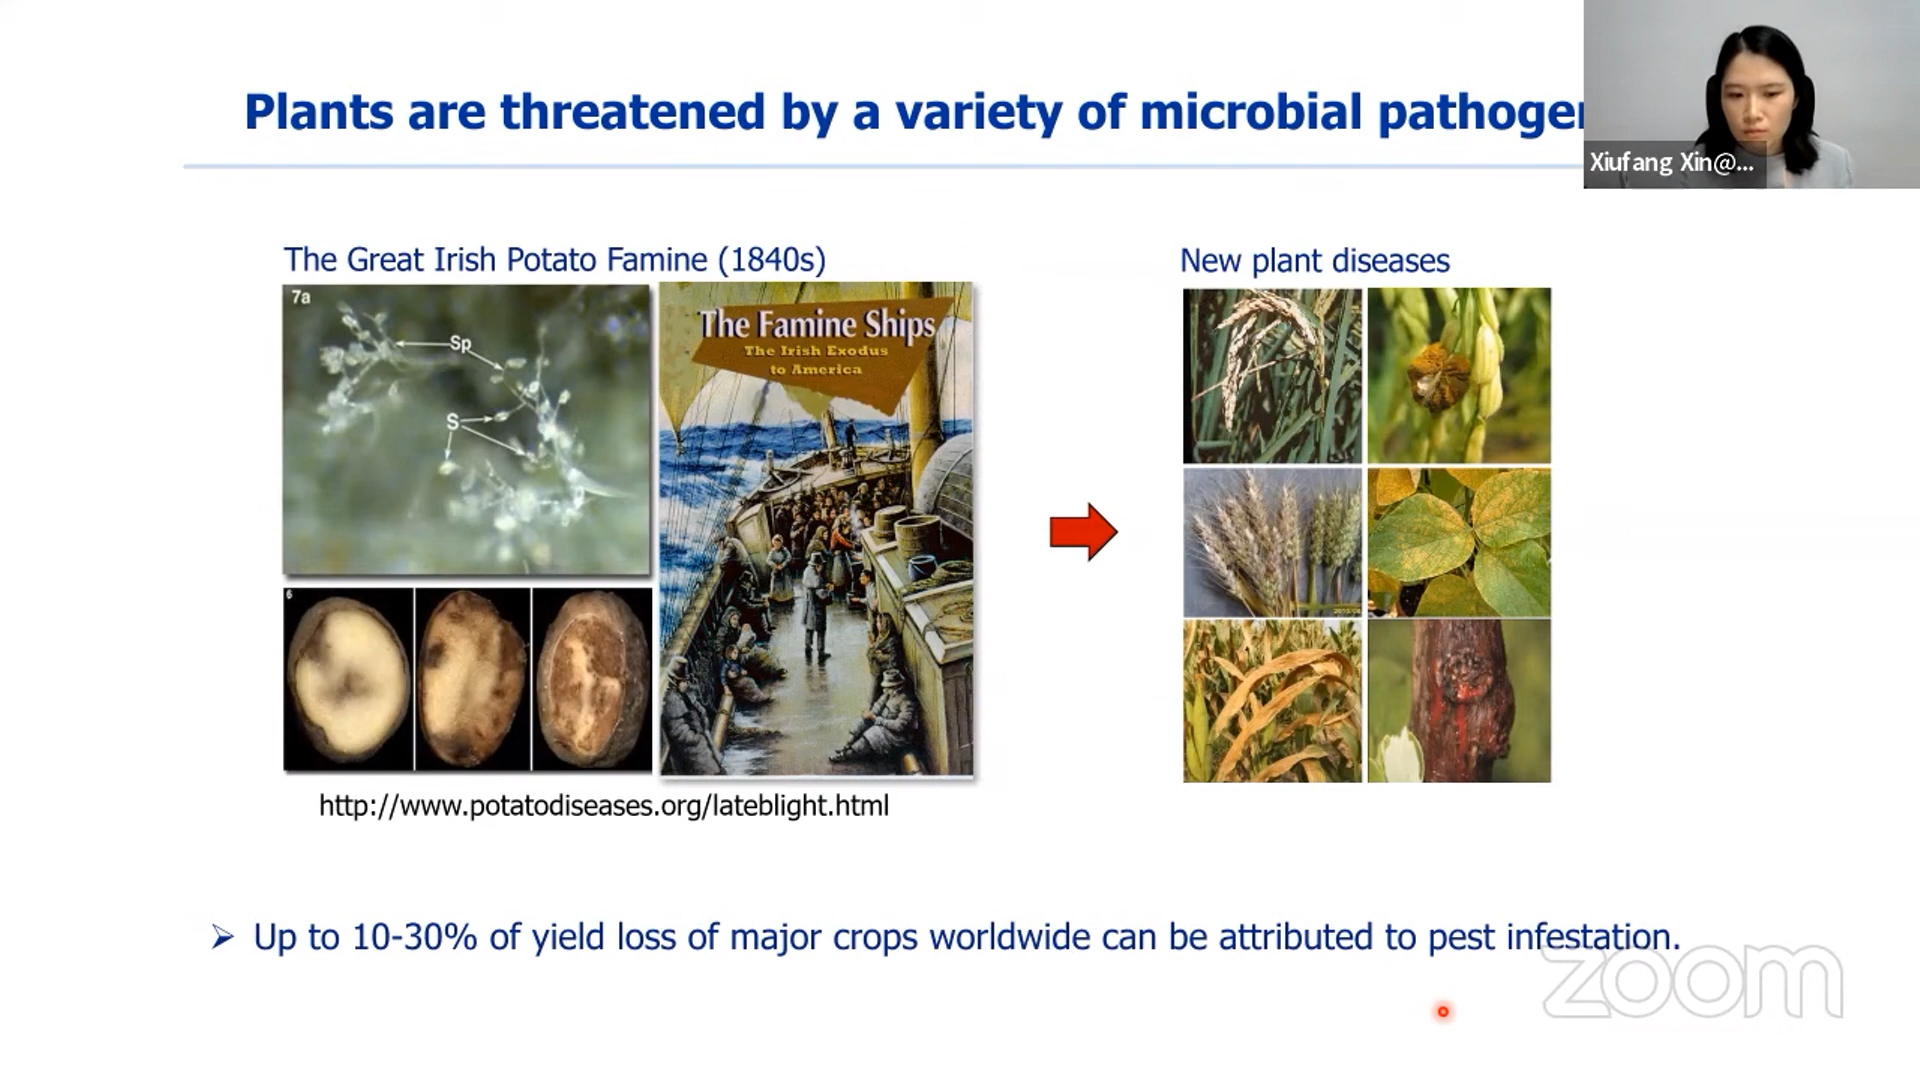 Plants are threatened by a variety of microbial pathogen
Xiufang Xin@...
The Great Irish Potato Famine (1840s)
New plant diseases
7a
Sp
S
The Famine Ships
The Irish Exodus
to America
6
http://www.potatodiseases.org/lateblight.html
Up to 10-30% of yield loss of major crops worldwide can be attributed to pest infestation.
zoom